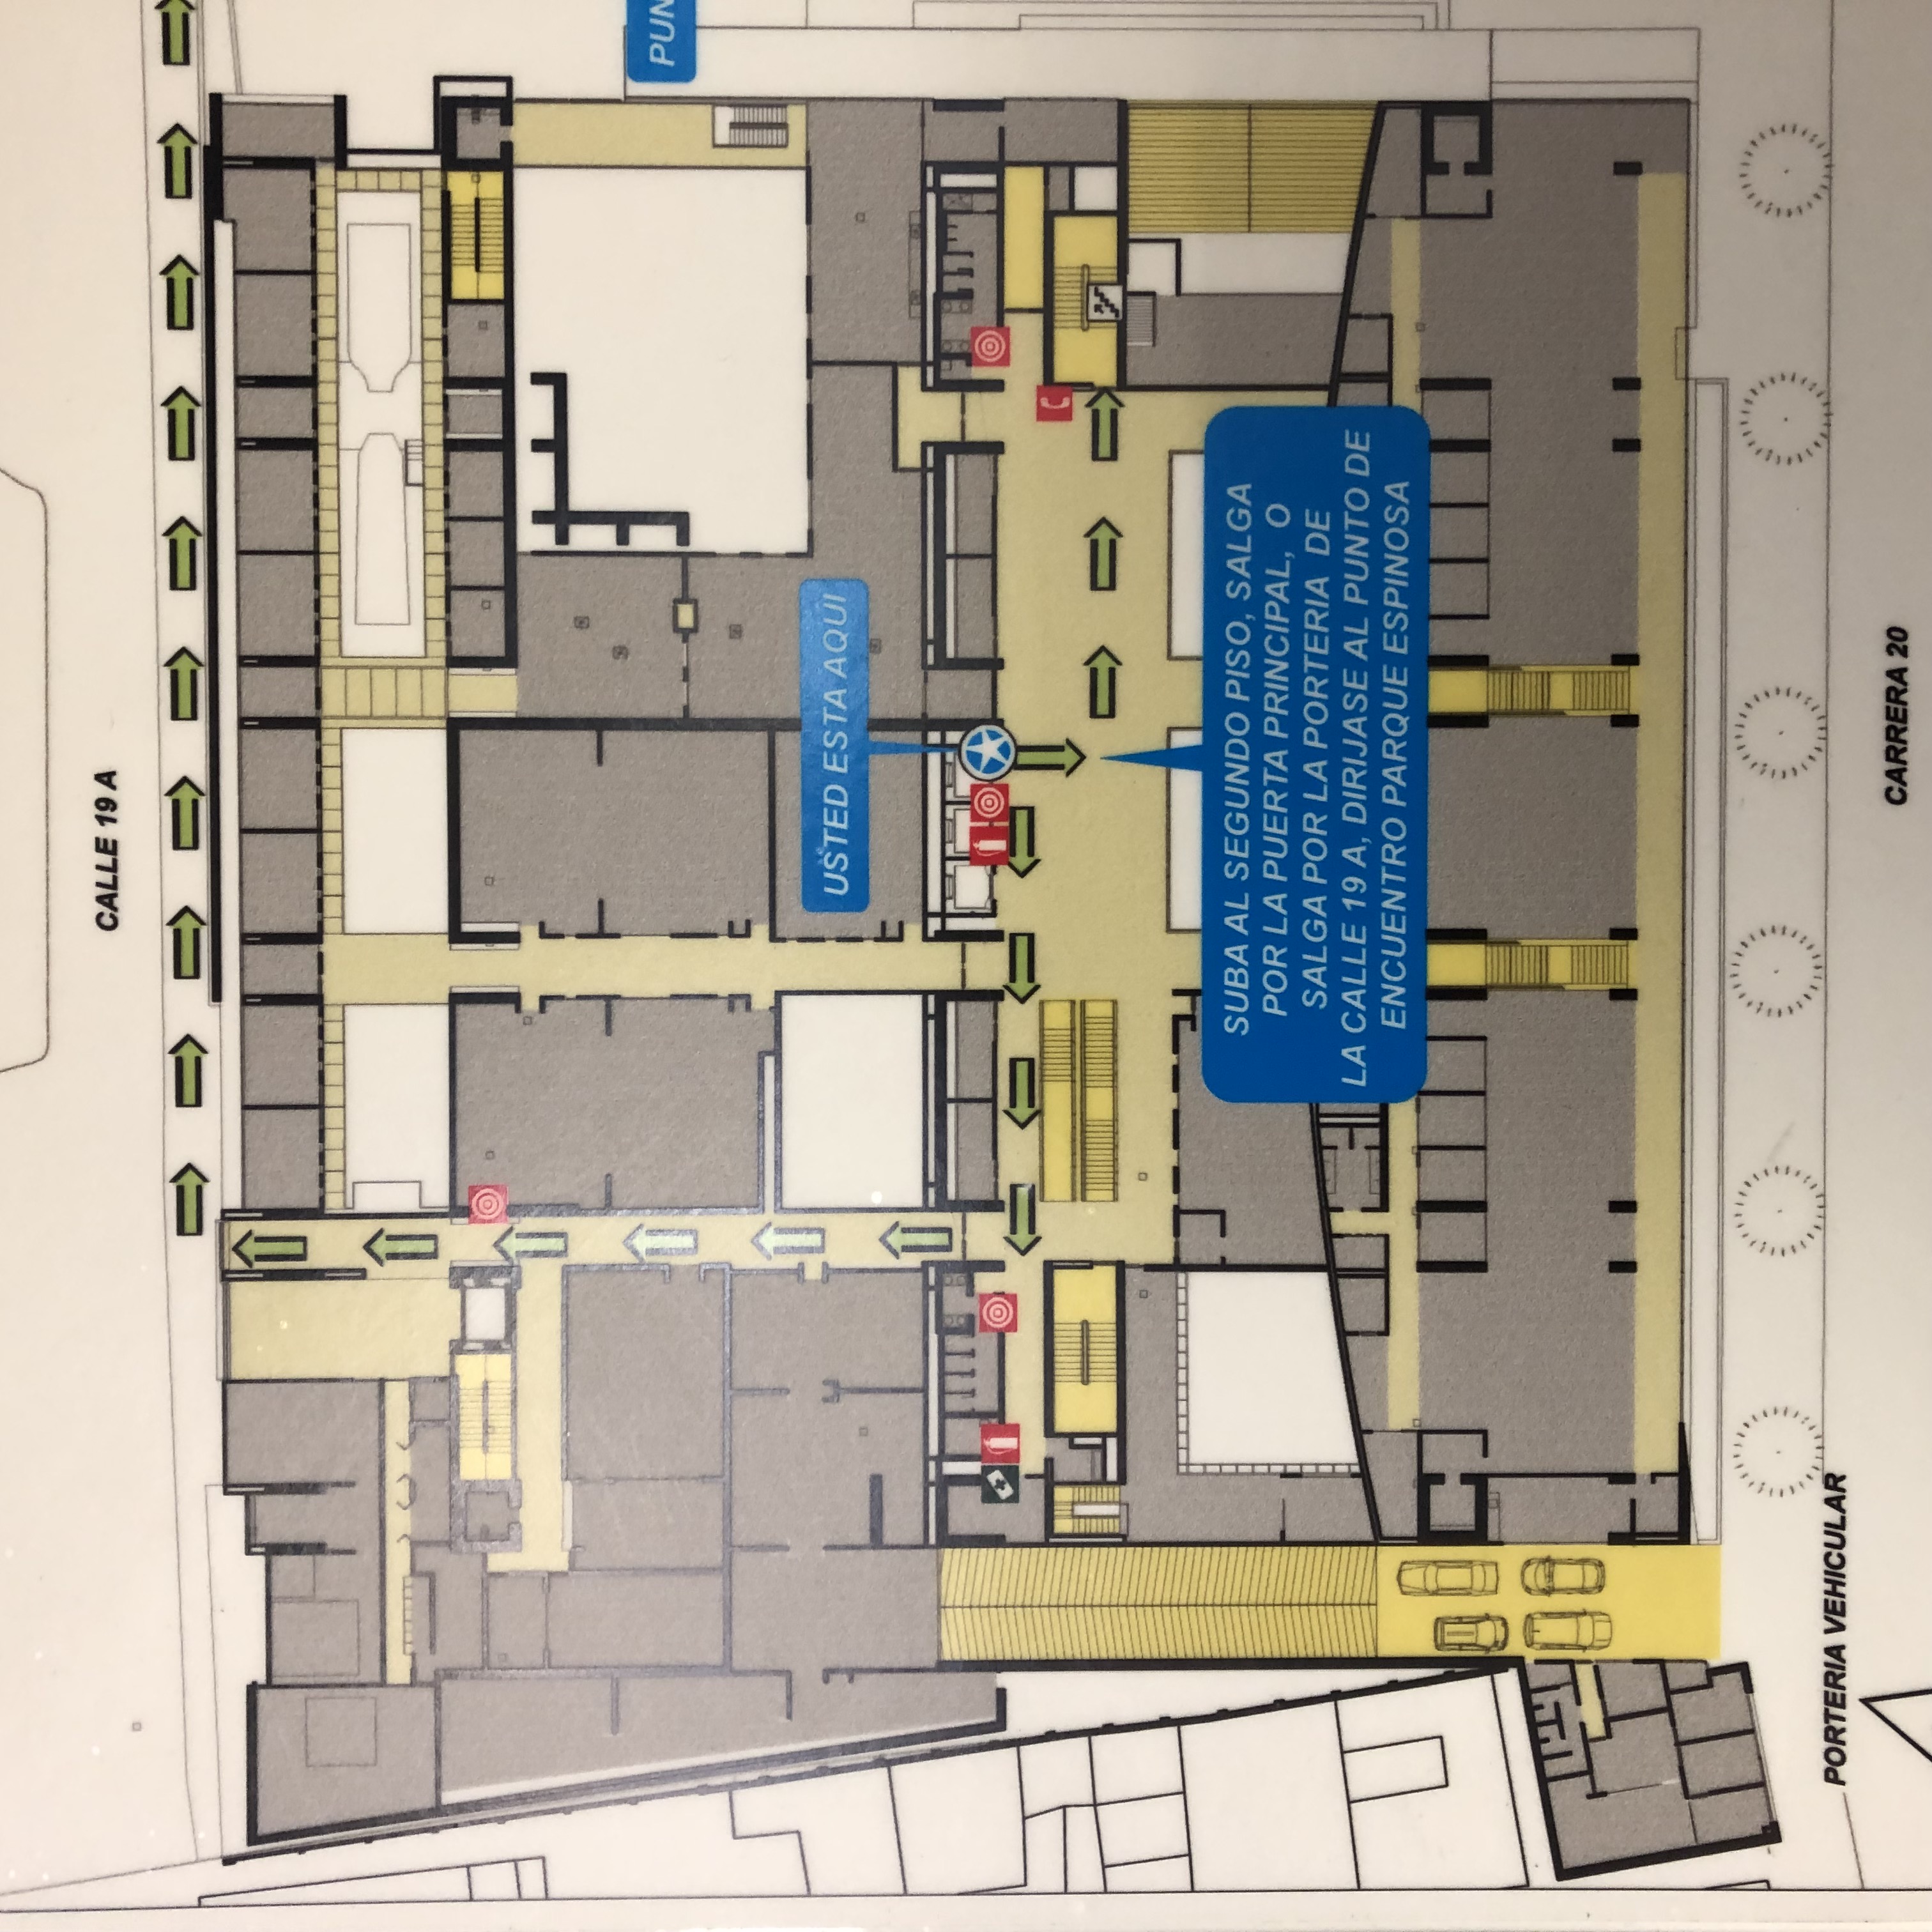 CALLE 19 A
PUN
USTED ESTA AQUI
SUBA AL SEGUNDO PISO, SALGA
POR LA PUERTA PRINCIPAL, O
SALGA POR LA PORTERIA DE
LA CALLE 19 A, DIRIJASE AL PUNTO DE
ENCUENTRO PARQUE ESPINOSA
PORTERIA VEHICULAR
CARRERA 20